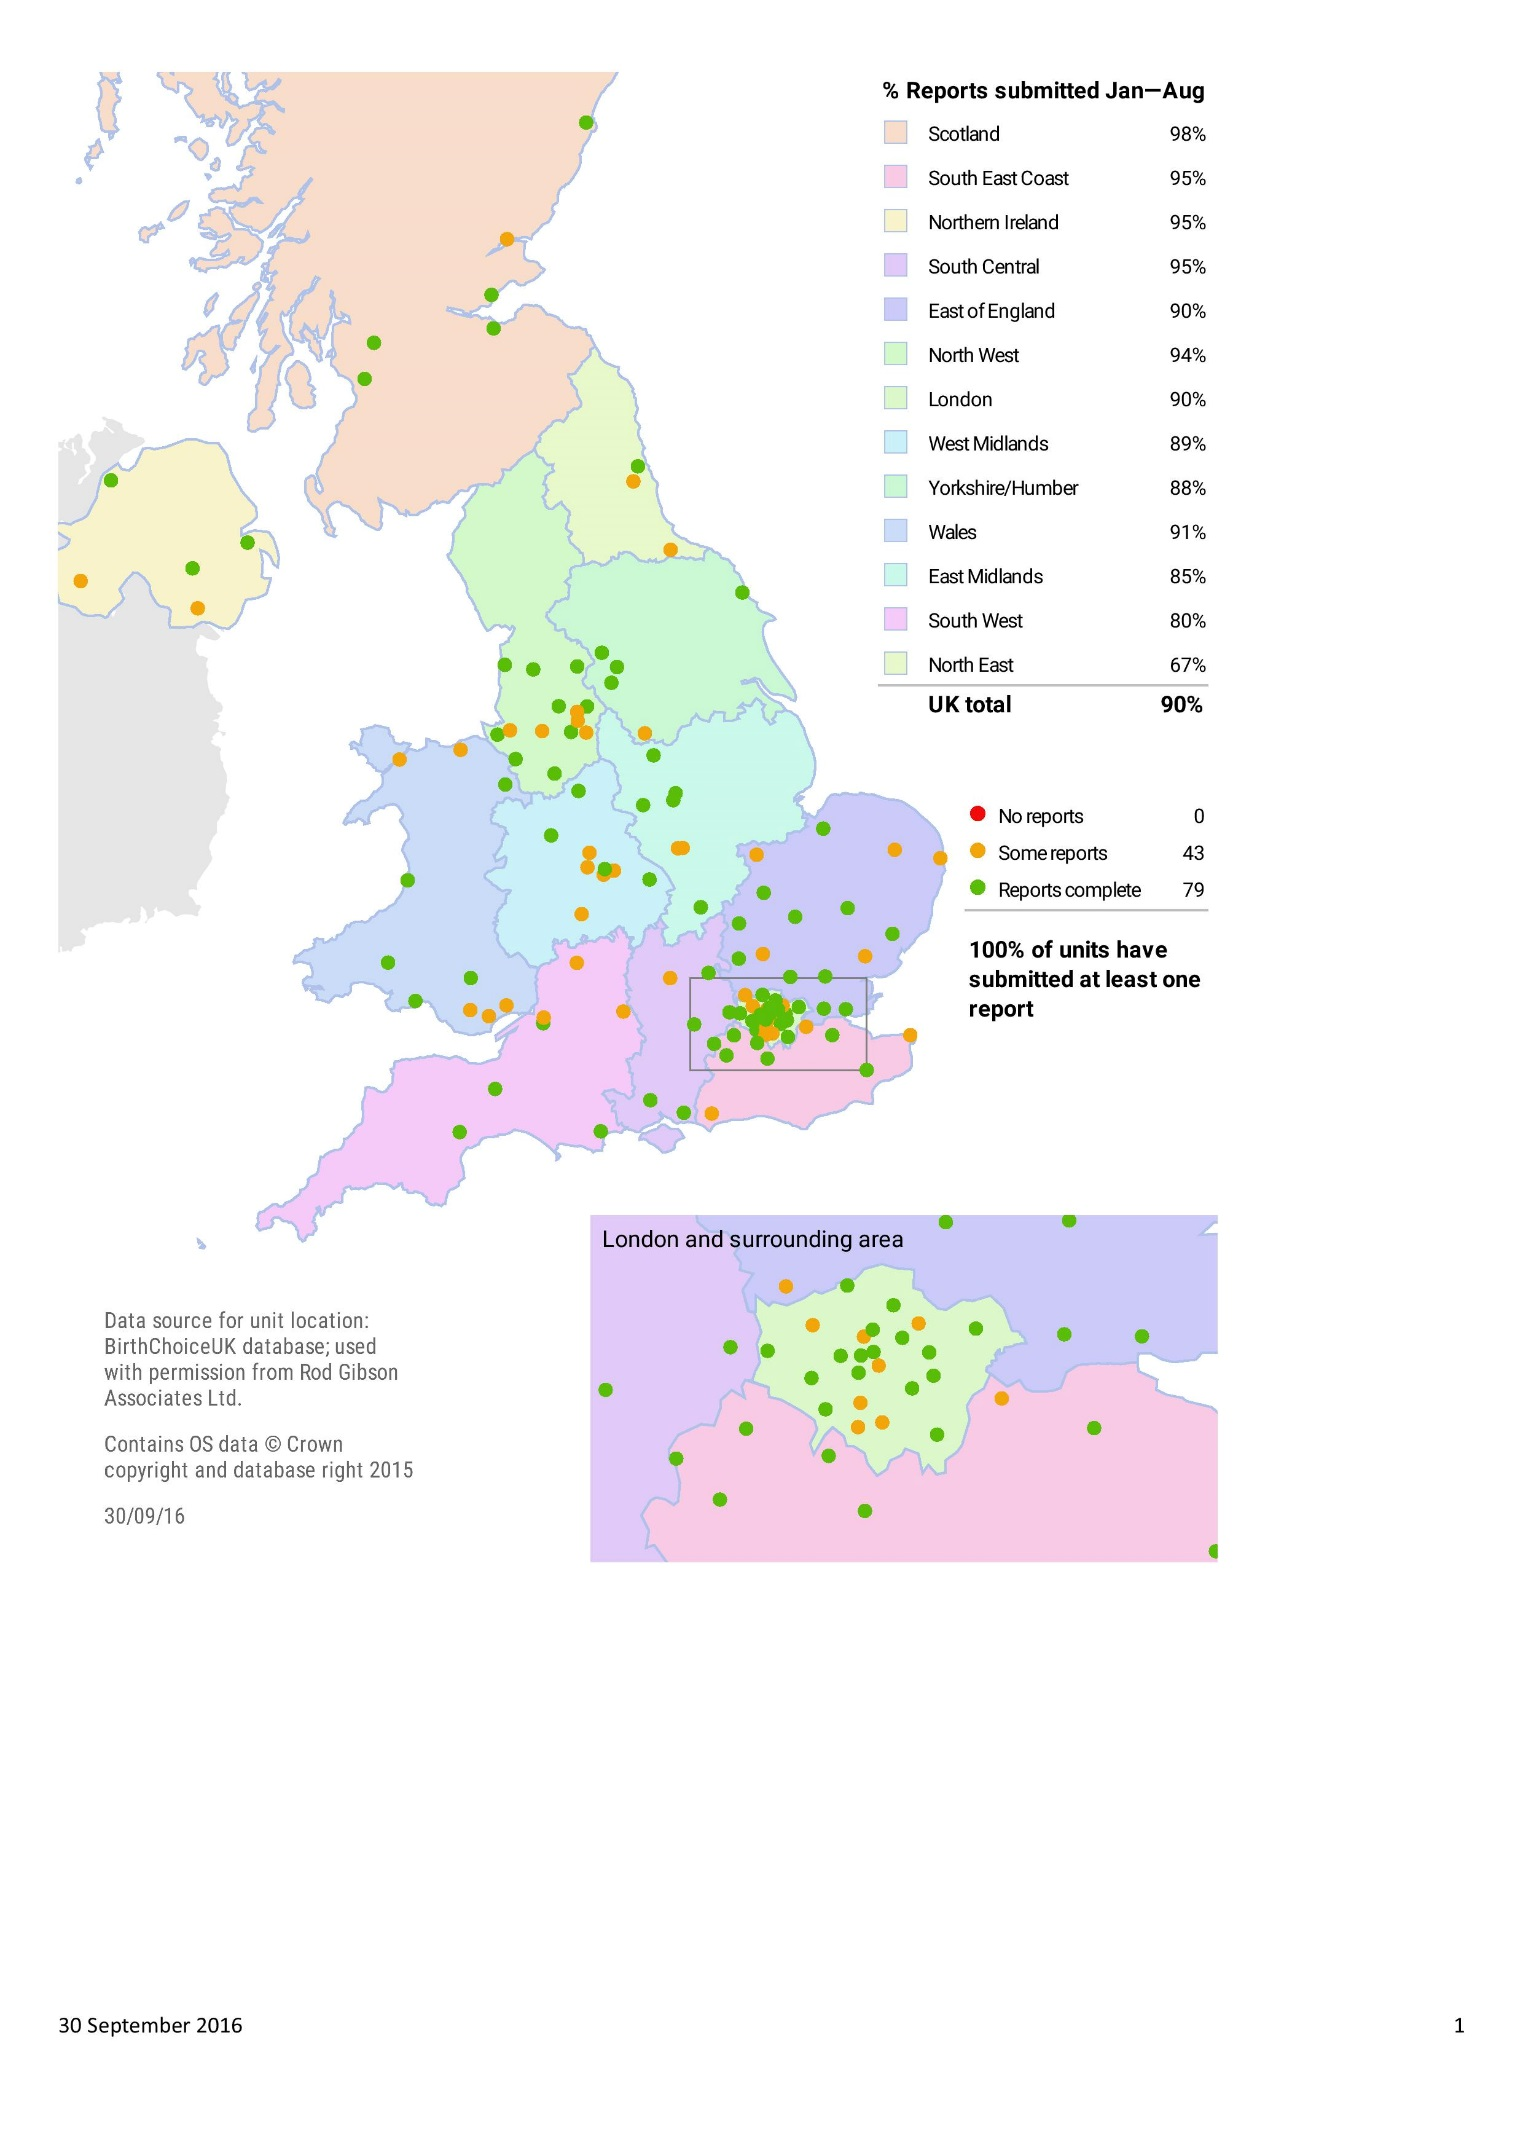 % Reports submitted Jan—Aug
Scotland 98%
South East Coast 95%
Northern Ireland 95%
South Central 95%
East of England 90%
North West 94%
London 90%
West Midlands 89%
Yorkshire/Humber 88%
Wales 91%
East Midlands 85%
South West 80%
North East 67%
UK total 90%
No reports 0
Some reports 43
Reports complete 79
100% of units have
submitted at least one
report
London and surrounding area
Data source for unit location:
BirthChoiceUK database; used
with permission from Rod Gibson
Associates Ltd.
Contains OS data © Crown
copyright and database right 2015
30/09/16
30 September 2016 1